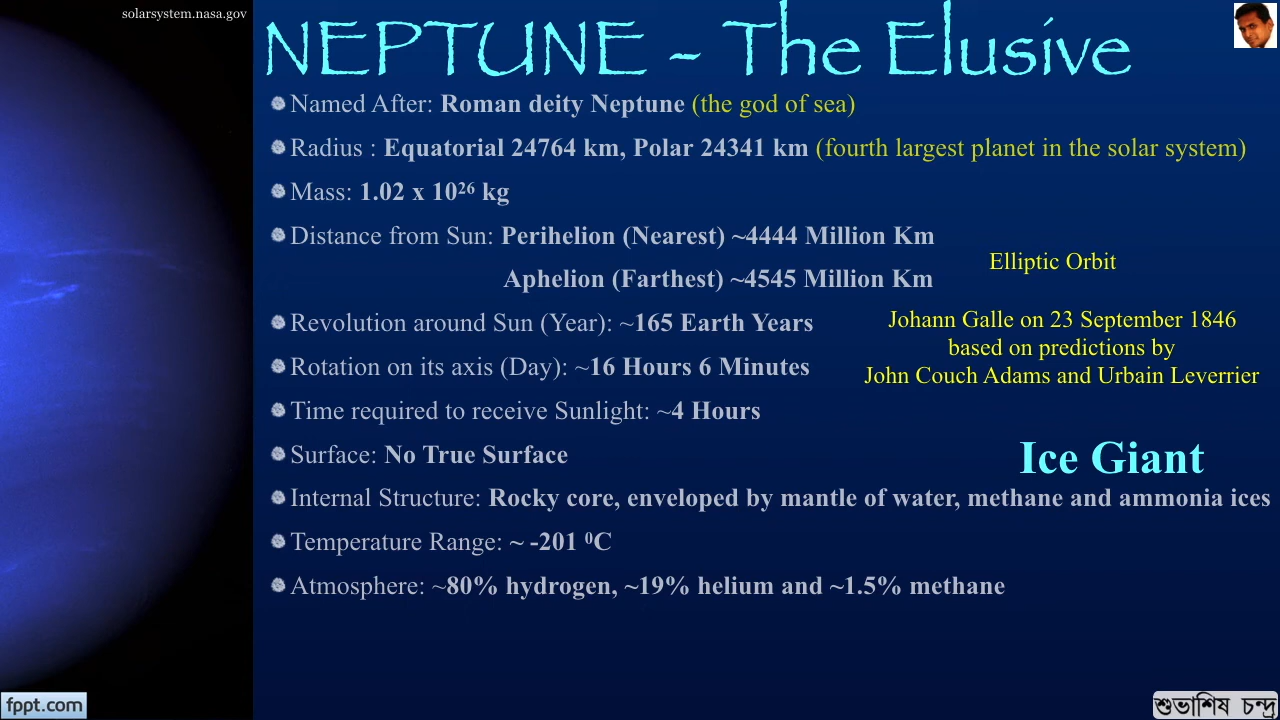 solarsystem.nasa.gov
NEPTUNE - The Elusive
Named After: Roman deity Neptune (the god of sea)
Radius : Equatorial 24764 km, Polar 24341 km (fourth largest planet in the solar system)
Mass: 1.02 x 10²⁶ kg
Distance from Sun: Perihelion (Nearest) ~4444 Million Km
Elliptic Orbit
Aphelion (Farthest) ~4545 Million Km
Revolution around Sun (Year): ~165 Earth Years
Johann Galle on 23 September 1846
based on predictions by
John Couch Adams and Urbain Leverrier
Rotation on its axis (Day): ~16 Hours 6 Minutes
Time required to receive Sunlight: ~4 Hours
Surface: No True Surface
Ice Giant
Internal Structure: Rocky core, enveloped by mantle of water, methane and ammonia ices
Temperature Range: ~ -201 ⁰C
Atmosphere: ~80% hydrogen, ~19% helium and ~1.5% methane
fppt.com
শুভাশিষ চন্দ্র